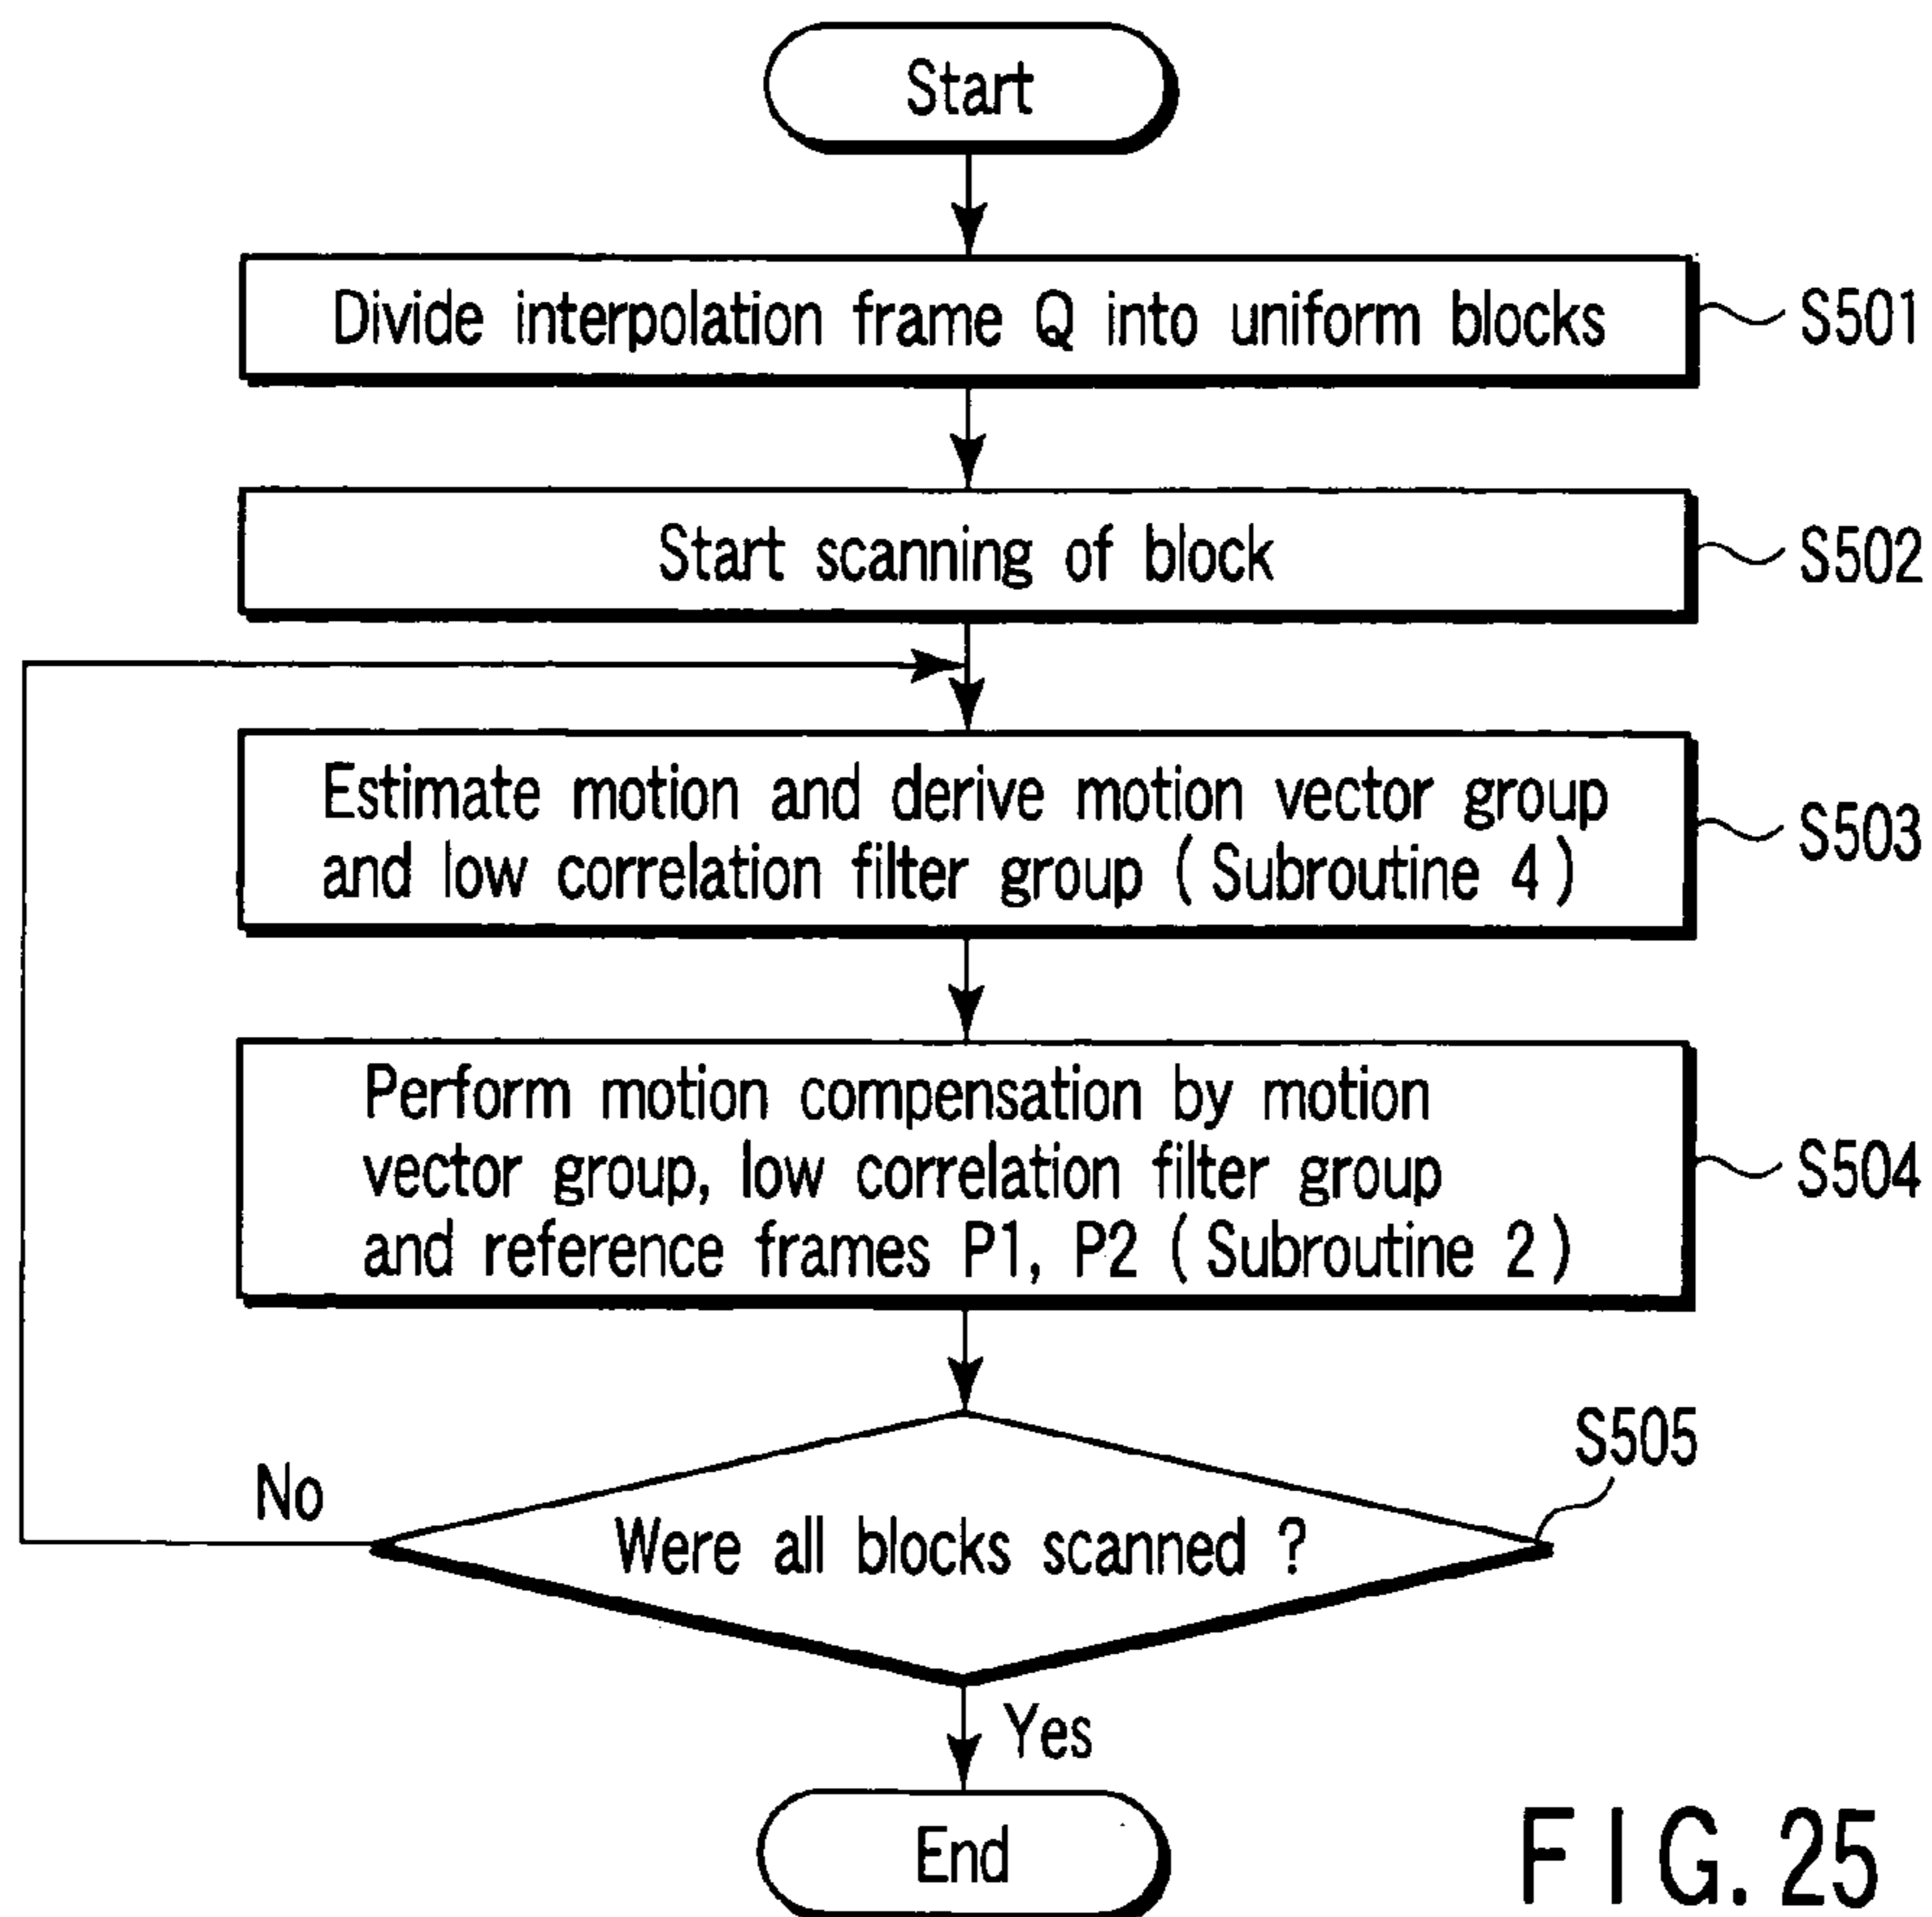 Start
Divide interpolation frame Q into uniform blocks
S501
Start scanning of block
S502
Estimate motion and derive motion vector group
and low correlation filter group (Subroutine 4)
S503
Perform motion compensation by motion
vector group, low correlation filter group
and reference frames P1, P2 (Subroutine 2)
S504
S505
No
Were all blocks scanned ?
Yes
End
FIG. 25